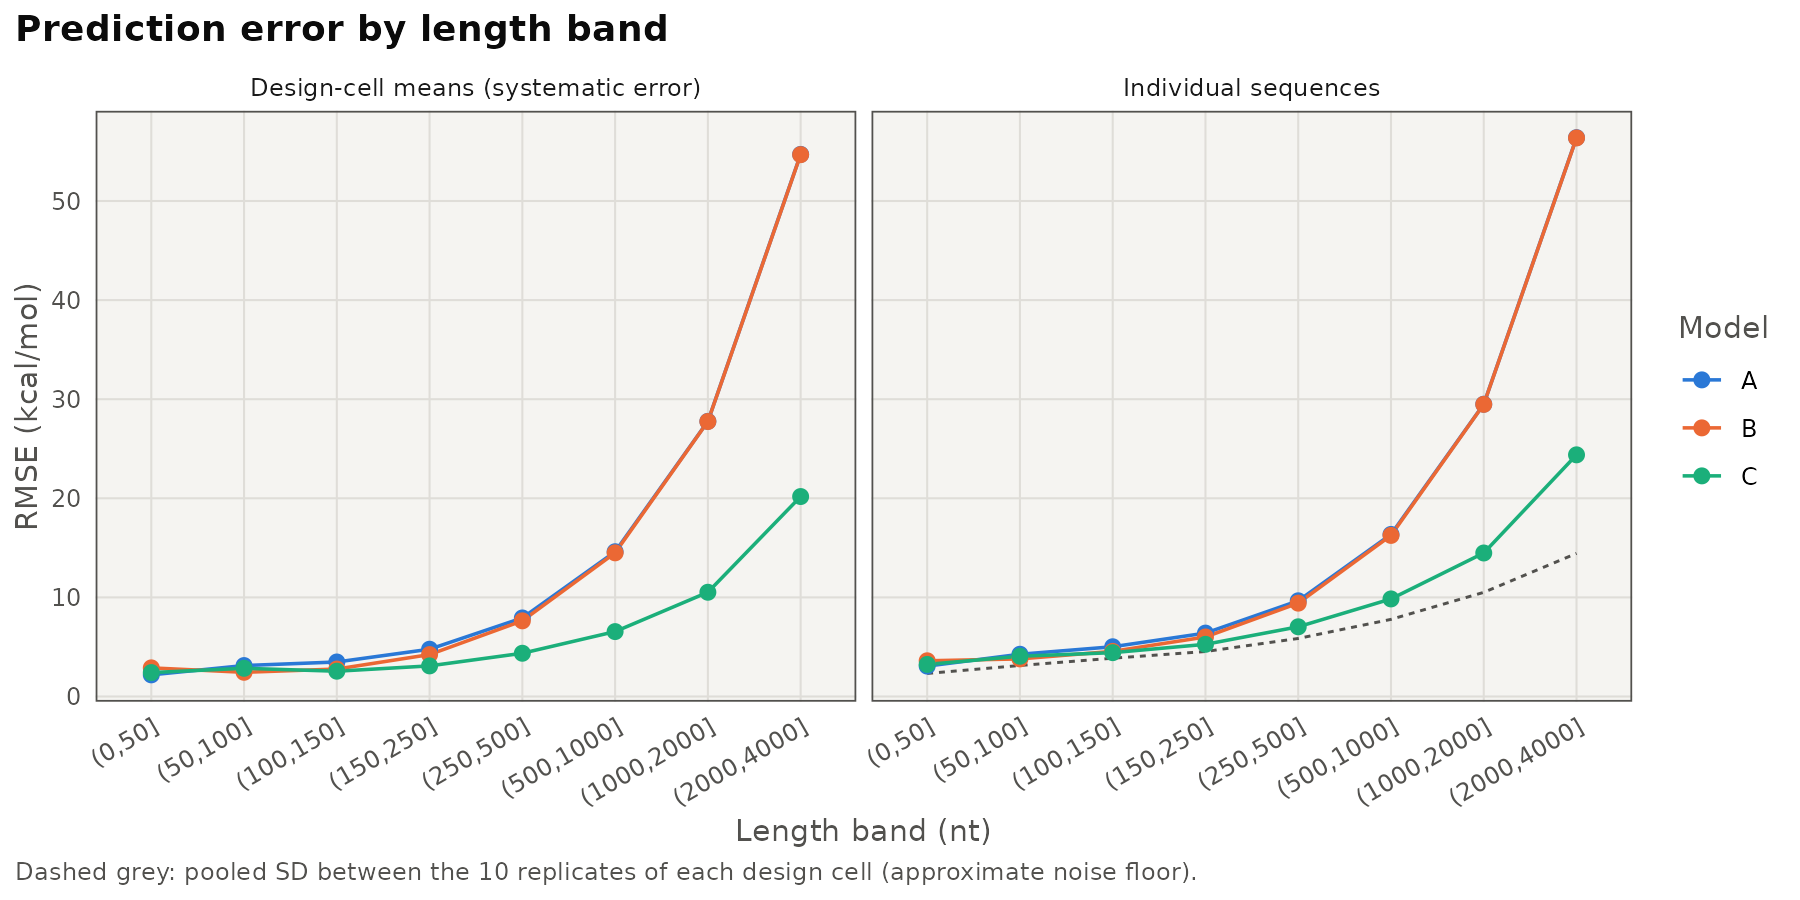 Prediction error by length band
Design-cell means (systematic error)
Individual sequences
RMSE (kcal/mol)
50
40
30
20
10
0
(0,50]
(50,100]
(100,150]
(150,250]
(250,500]
(500,1000]
(1000,2000]
(2000,4000]
(0,50]
(50,100]
(100,150]
(150,250]
(250,500]
(500,1000]
(1000,2000]
(2000,4000]
Length band (nt)
Model
A
B
C
Dashed grey: pooled SD between the 10 replicates of each design cell (approximate noise floor).